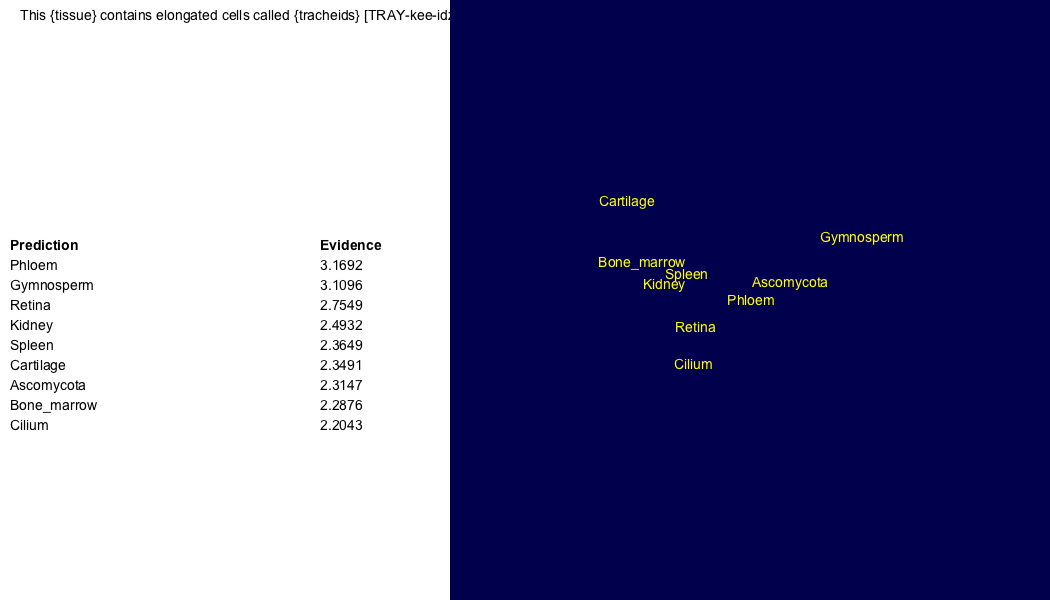 This {tissue} contains elongated cells called {tracheids} [TRAY-kee-idz
Prediction Evidence
Phloem 3.1692
Gymnosperm 3.1096
Retina 2.7549
Kidney 2.4932
Spleen 2.3649
Cartilage 2.3491
Ascomycota 2.3147
Bone_marrow 2.2876
Cilium 2.2043
Cartilage
Gymnosperm
Bone_marrow
Spleen
Kidney
Ascomycota
Phloem
Retina
Cilium